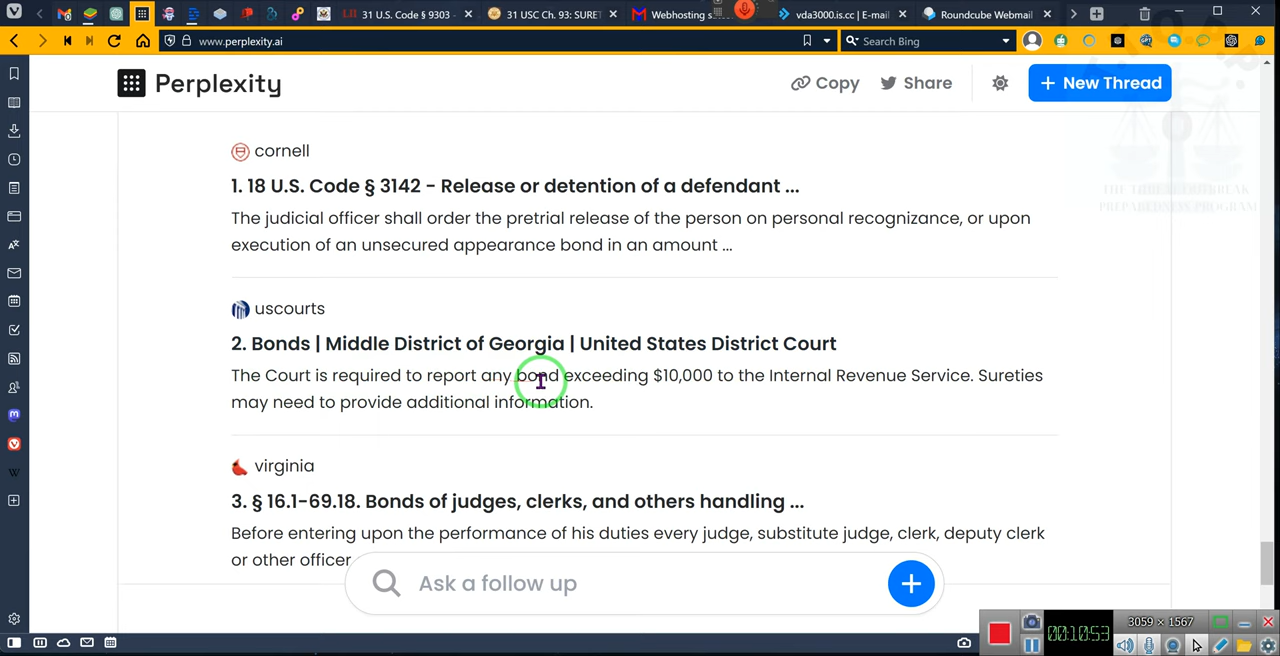 31 U.S. Code § 9303 -
31 USC Ch. 93: SURET
Webhosting s
vda3000.is.cc | E-mail
Roundcube Webmail
www.perplexity.ai
Search Bing
Perplexity
Copy
Share
+ New Thread
THE THIRTY OUTBREAK
PREPAREDNESS PROGRAM
cornell
1. 18 U.S. Code § 3142 - Release or detention of a defendant ...
The judicial officer shall order the pretrial release of the person on personal recognizance, or upon
execution of an unsecured appearance bond in an amount ...
uscourts
2. Bonds | Middle District of Georgia | United States District Court
The Court is required to report any bond exceeding $10,000 to the Internal Revenue Service. Sureties
may need to provide additional information.
virginia
3. § 16.1-69.18. Bonds of judges, clerks, and others handling ...
Before entering upon the performance of his duties every judge, substitute judge, clerk, deputy clerk
or other officer
Ask a follow up
00:10:53
3059 × 1567